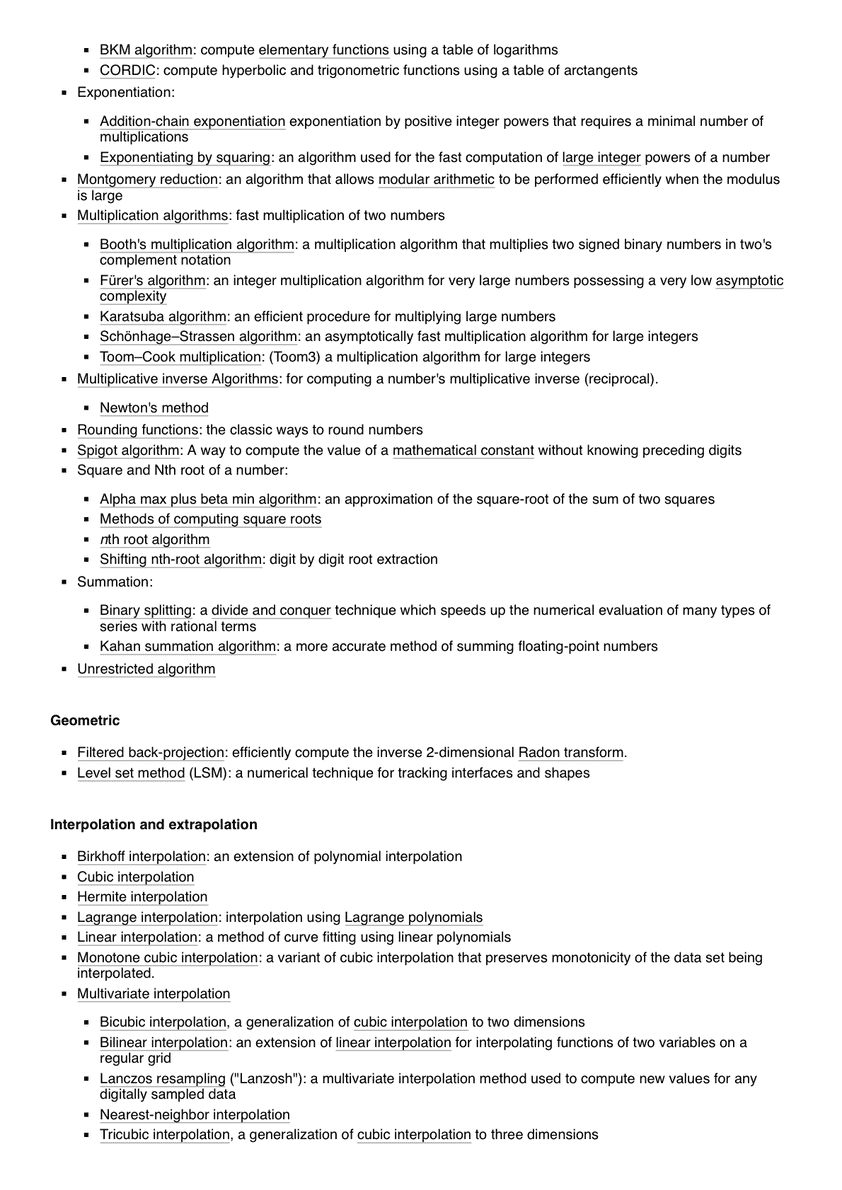 BKM algorithm: compute elementary functions using a table of logarithms
CORDIC: compute hyperbolic and trigonometric functions using a table of arctangents
Exponentiation:
Addition-chain exponentiation exponentiation by positive integer powers that requires a minimal number of
multiplications
Exponentiating by squaring: an algorithm used for the fast computation of large integer powers of a number
Montgomery reduction: an algorithm that allows modular arithmetic to be performed efficiently when the modulus
is large
Multiplication algorithms: fast multiplication of two numbers
Booth's multiplication algorithm: a multiplication algorithm that multiplies two signed binary numbers in two's
complement notation
Fürer's algorithm: an integer multiplication algorithm for very large numbers possessing a very low asymptotic
complexity
Karatsuba algorithm: an efficient procedure for multiplying large numbers
Schönhage–Strassen algorithm: an asymptotically fast multiplication algorithm for large integers
Toom–Cook multiplication: (Toom3) a multiplication algorithm for large integers
Multiplicative inverse Algorithms: for computing a number's multiplicative inverse (reciprocal).
Newton's method
Rounding functions: the classic ways to round numbers
Spigot algorithm: A way to compute the value of a mathematical constant without knowing preceding digits
Square and Nth root of a number:
Alpha max plus beta min algorithm: an approximation of the square-root of the sum of two squares
Methods of computing square roots
nth root algorithm
Shifting nth-root algorithm: digit by digit root extraction
Summation:
Binary splitting: a divide and conquer technique which speeds up the numerical evaluation of many types of
series with rational terms
Kahan summation algorithm: a more accurate method of summing floating-point numbers
Unrestricted algorithm
Geometric
Filtered back-projection: efficiently compute the inverse 2-dimensional Radon transform.
Level set method (LSM): a numerical technique for tracking interfaces and shapes
Interpolation and extrapolation
Birkhoff interpolation: an extension of polynomial interpolation
Cubic interpolation
Hermite interpolation
Lagrange interpolation: interpolation using Lagrange polynomials
Linear interpolation: a method of curve fitting using linear polynomials
Monotone cubic interpolation: a variant of cubic interpolation that preserves monotonicity of the data set being
interpolated.
Multivariate interpolation
Bicubic interpolation, a generalization of cubic interpolation to two dimensions
Bilinear interpolation: an extension of linear interpolation for interpolating functions of two variables on a
regular grid
Lanczos resampling ("Lanzosh"): a multivariate interpolation method used to compute new values for any
digitally sampled data
Nearest-neighbor interpolation
Tricubic interpolation, a generalization of cubic interpolation to three dimensions